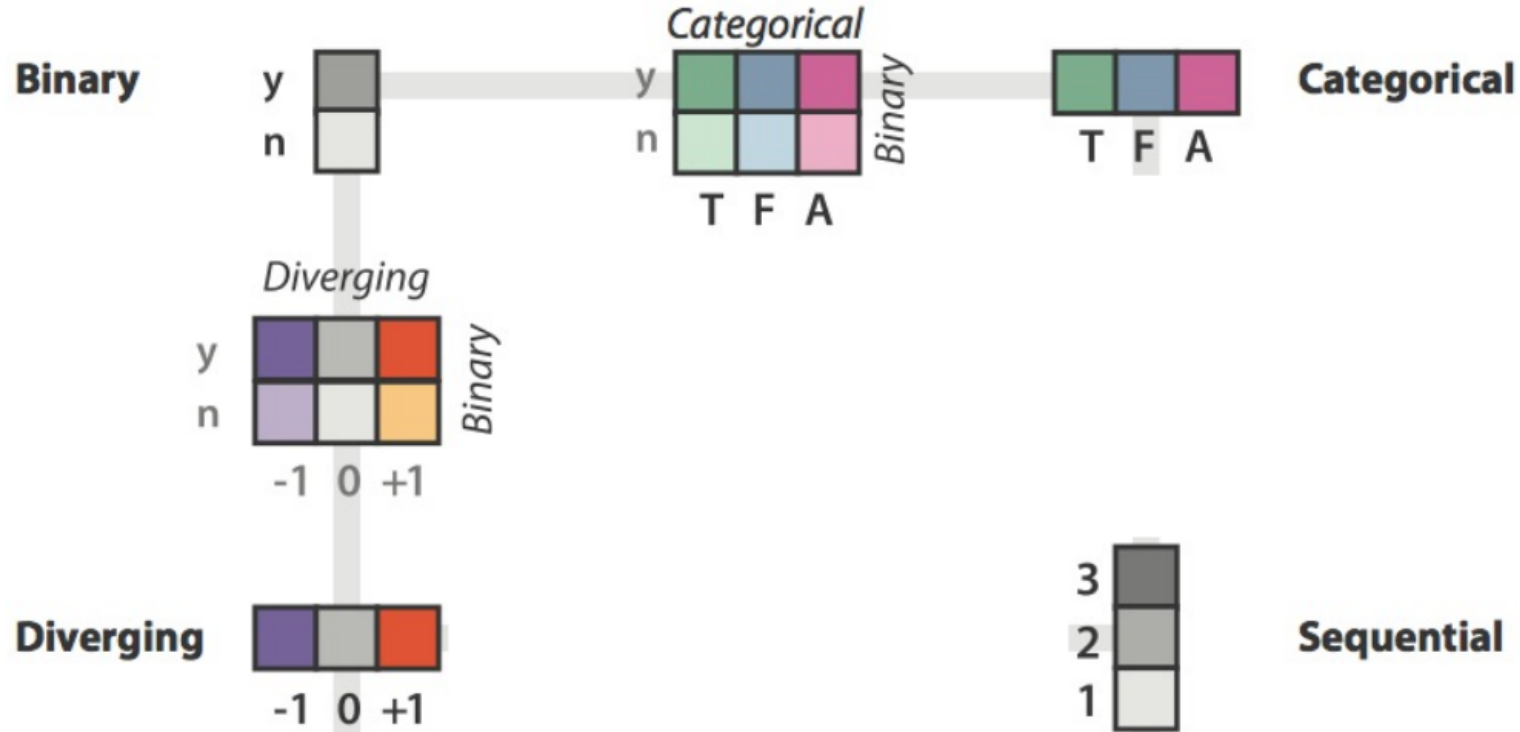 Categorical
Binary y y Binary Categorical
n n T F A
T F A
Diverging
y Binary
n
-1 0 +1
3
Diverging 2 Sequential
-1 0 +1 1